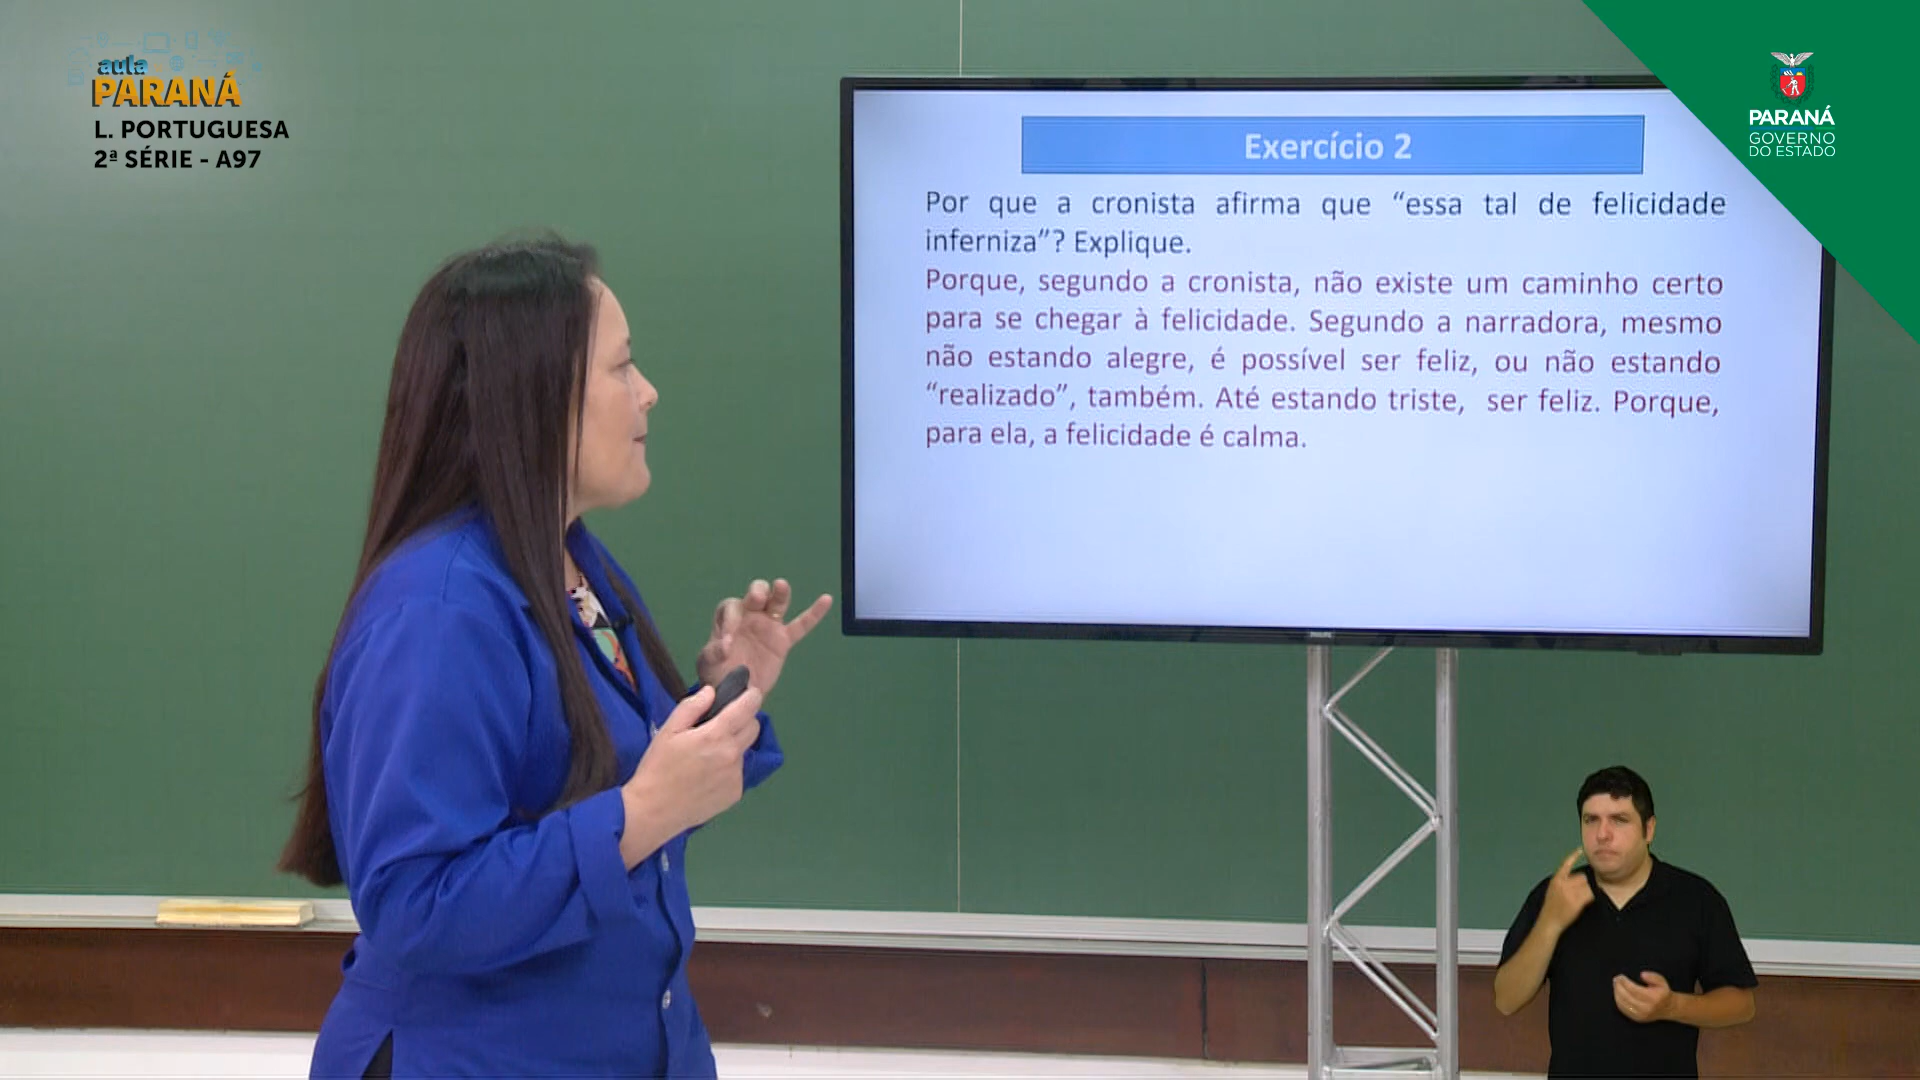 aula
PARANÁ
L. PORTUGUESA
2ª SÉRIE - A97
PARANÁ
GOVERNO
DO ESTADO
Exercício 2
Por que a cronista afirma que “essa tal de felicidade
inferniza”? Explique.
Porque, segundo a cronista, não existe um caminho certo
para se chegar à felicidade. Segundo a narradora, mesmo
não estando alegre, é possível ser feliz, ou não estando
“realizado”, também. Até estando triste, ser feliz. Porque,
para ela, a felicidade é calma.